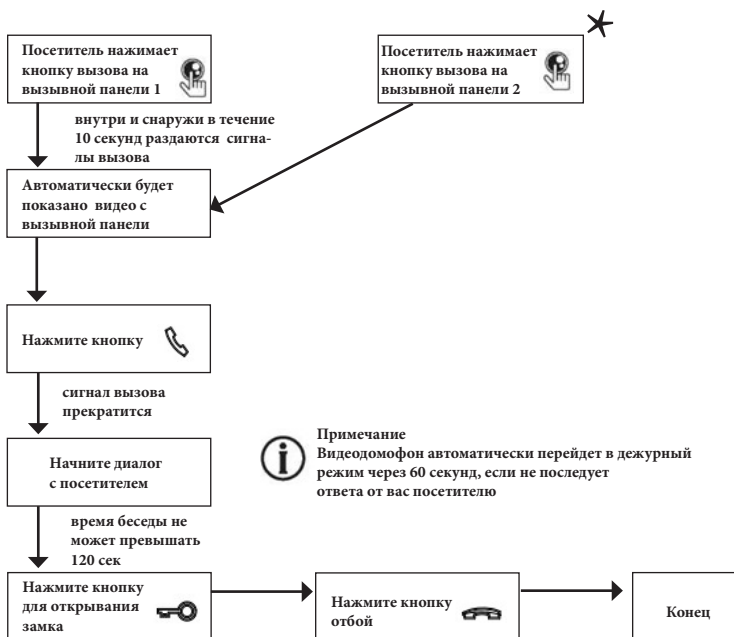 Посетитель нажимает
кнопку вызова на
вызывной панели 1
Посетитель нажимает
кнопку вызова на
вызывной панели 2
внутри и снаружи в течение
10 секунд раздаются сигна-
лы вызова
Автоматически будет
показано видео с
вызывной панели
Нажмите кнопку
сигнал вызова
прекратится
Начните диалог
с посетителем
Примечание
Видеодомофон автоматически перейдет в дежурный
режим через 60 секунд, если не последует
ответа от вас посетителю
время беседы не
может превышать
120 сек
Нажмите кнопку
для открывания
замка
Нажмите кнопку
отбой
Конец